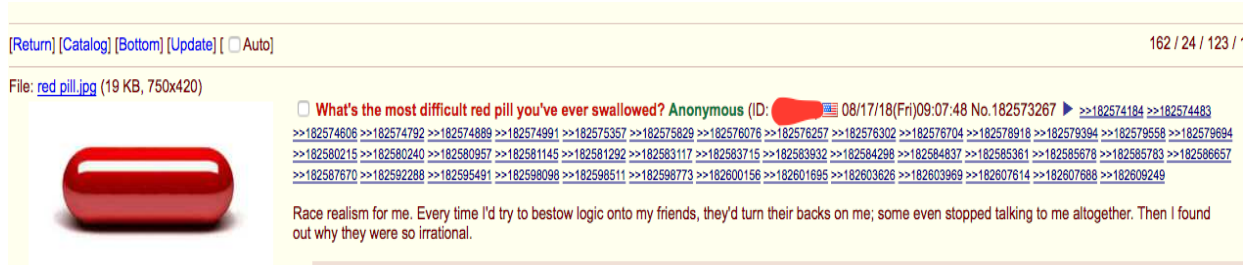 [Return] [Catalog] [Bottom] [Update] [ Auto]
162 / 24 / 123 /
File: red pill.jpg (19 KB, 750x420)
What's the most difficult red pill you've ever swallowed? Anonymous (ID: 08/17/18(Fri)09:07:48 No.182573267 ▶ >>182574184 >>182574483
>>182574606 >>182574792 >>182574889 >>182574991 >>182575357 >>182575829 >>182576076 >>182576257 >>182576302 >>182576704 >>182578918 >>182579394 >>182579558 >>182579694
>>182580215 >>182580240 >>182580957 >>182581145 >>182581292 >>182583117 >>182583715 >>182583932 >>182584298 >>182584837 >>182585361 >>182585678 >>182585783 >>182586657
>>182587670 >>182592288 >>182595491 >>182598098 >>182598511 >>182598773 >>182600156 >>182601695 >>182603626 >>182603969 >>182607614 >>182607688 >>182609249
Race realism for me. Every time I'd try to bestow logic onto my friends, they'd turn their backs on me; some even stopped talking to me altogether. Then I found
out why they were so irrational.